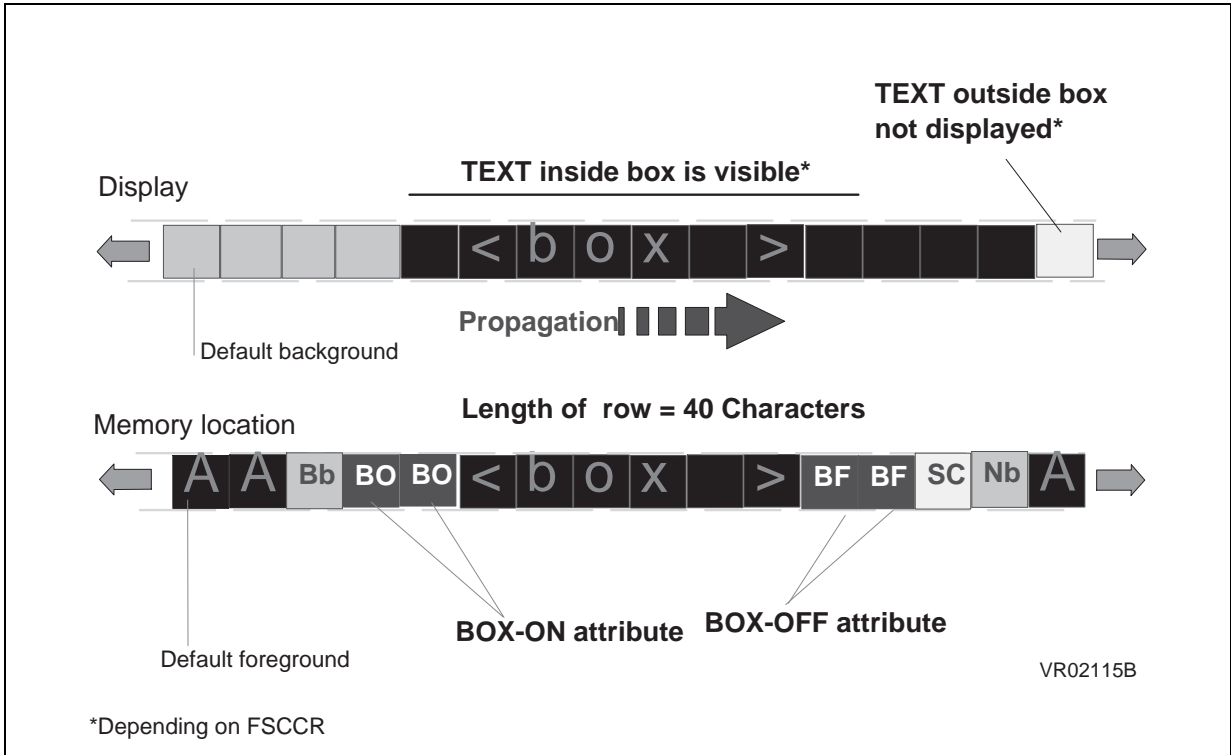 TEXT outside box
not displayed*
TEXT inside box is visible*
Display
< b o x >
Propagation
Default background
Length of row = 40 Characters
Memory location
A A Bb BO BO < b o x > BF BF SC Nb A
BOX-ON attribute BOX-OFF attribute
Default foreground
VR02115B
*Depending on FSCCR